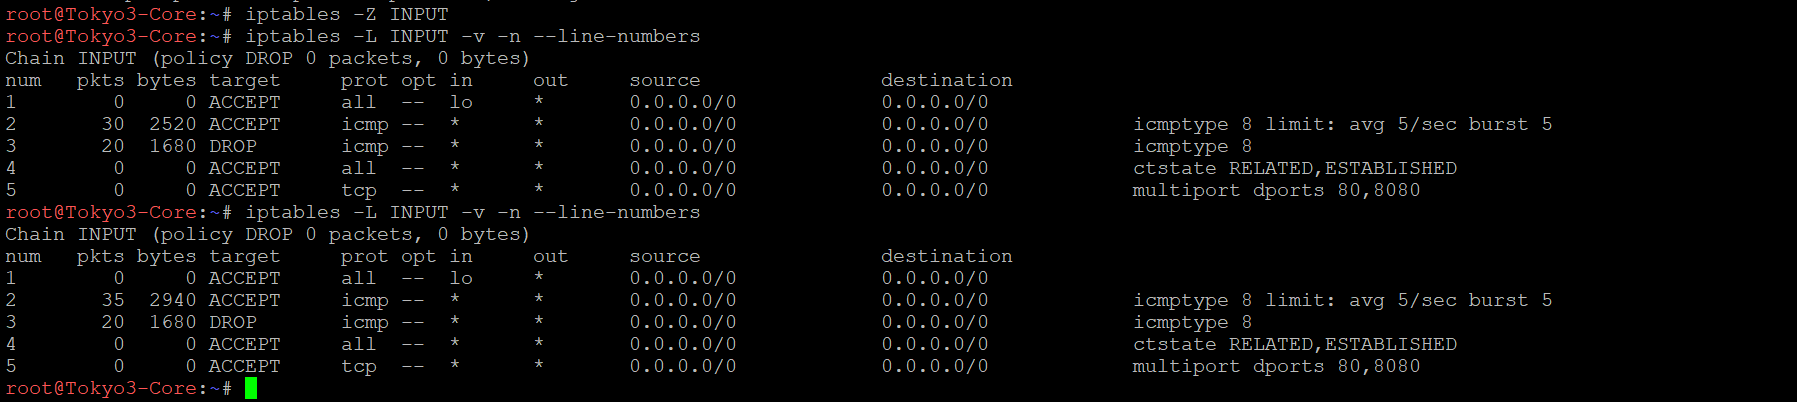 root@Tokyo3-Core:~# iptables -Z INPUT
root@Tokyo3-Core:~# iptables -L INPUT -v -n --line-numbers
Chain INPUT (policy DROP 0 packets, 0 bytes)
num   pkts bytes target     prot opt in     out     source               destination
1        0     0 ACCEPT     all  --  lo     *       0.0.0.0/0            0.0.0.0/0
2       30  2520 ACCEPT     icmp --  *      *       0.0.0.0/0            0.0.0.0/0            icmptype 8 limit: avg 5/sec burst 5
3       20  1680 DROP       icmp --  *      *       0.0.0.0/0            0.0.0.0/0            icmptype 8
4        0     0 ACCEPT     all  --  *      *       0.0.0.0/0            0.0.0.0/0            ctstate RELATED,ESTABLISHED
5        0     0 ACCEPT     tcp  --  *      *       0.0.0.0/0            0.0.0.0/0            multiport dports 80,8080
root@Tokyo3-Core:~# iptables -L INPUT -v -n --line-numbers
Chain INPUT (policy DROP 0 packets, 0 bytes)
num   pkts bytes target     prot opt in     out     source               destination
1        0     0 ACCEPT     all  --  lo     *       0.0.0.0/0            0.0.0.0/0
2       35  2940 ACCEPT     icmp --  *      *       0.0.0.0/0            0.0.0.0/0            icmptype 8 limit: avg 5/sec burst 5
3       20  1680 DROP       icmp --  *      *       0.0.0.0/0            0.0.0.0/0            icmptype 8
4        0     0 ACCEPT     all  --  *      *       0.0.0.0/0            0.0.0.0/0            ctstate RELATED,ESTABLISHED
5        0     0 ACCEPT     tcp  --  *      *       0.0.0.0/0            0.0.0.0/0            multiport dports 80,8080
root@Tokyo3-Core:~#